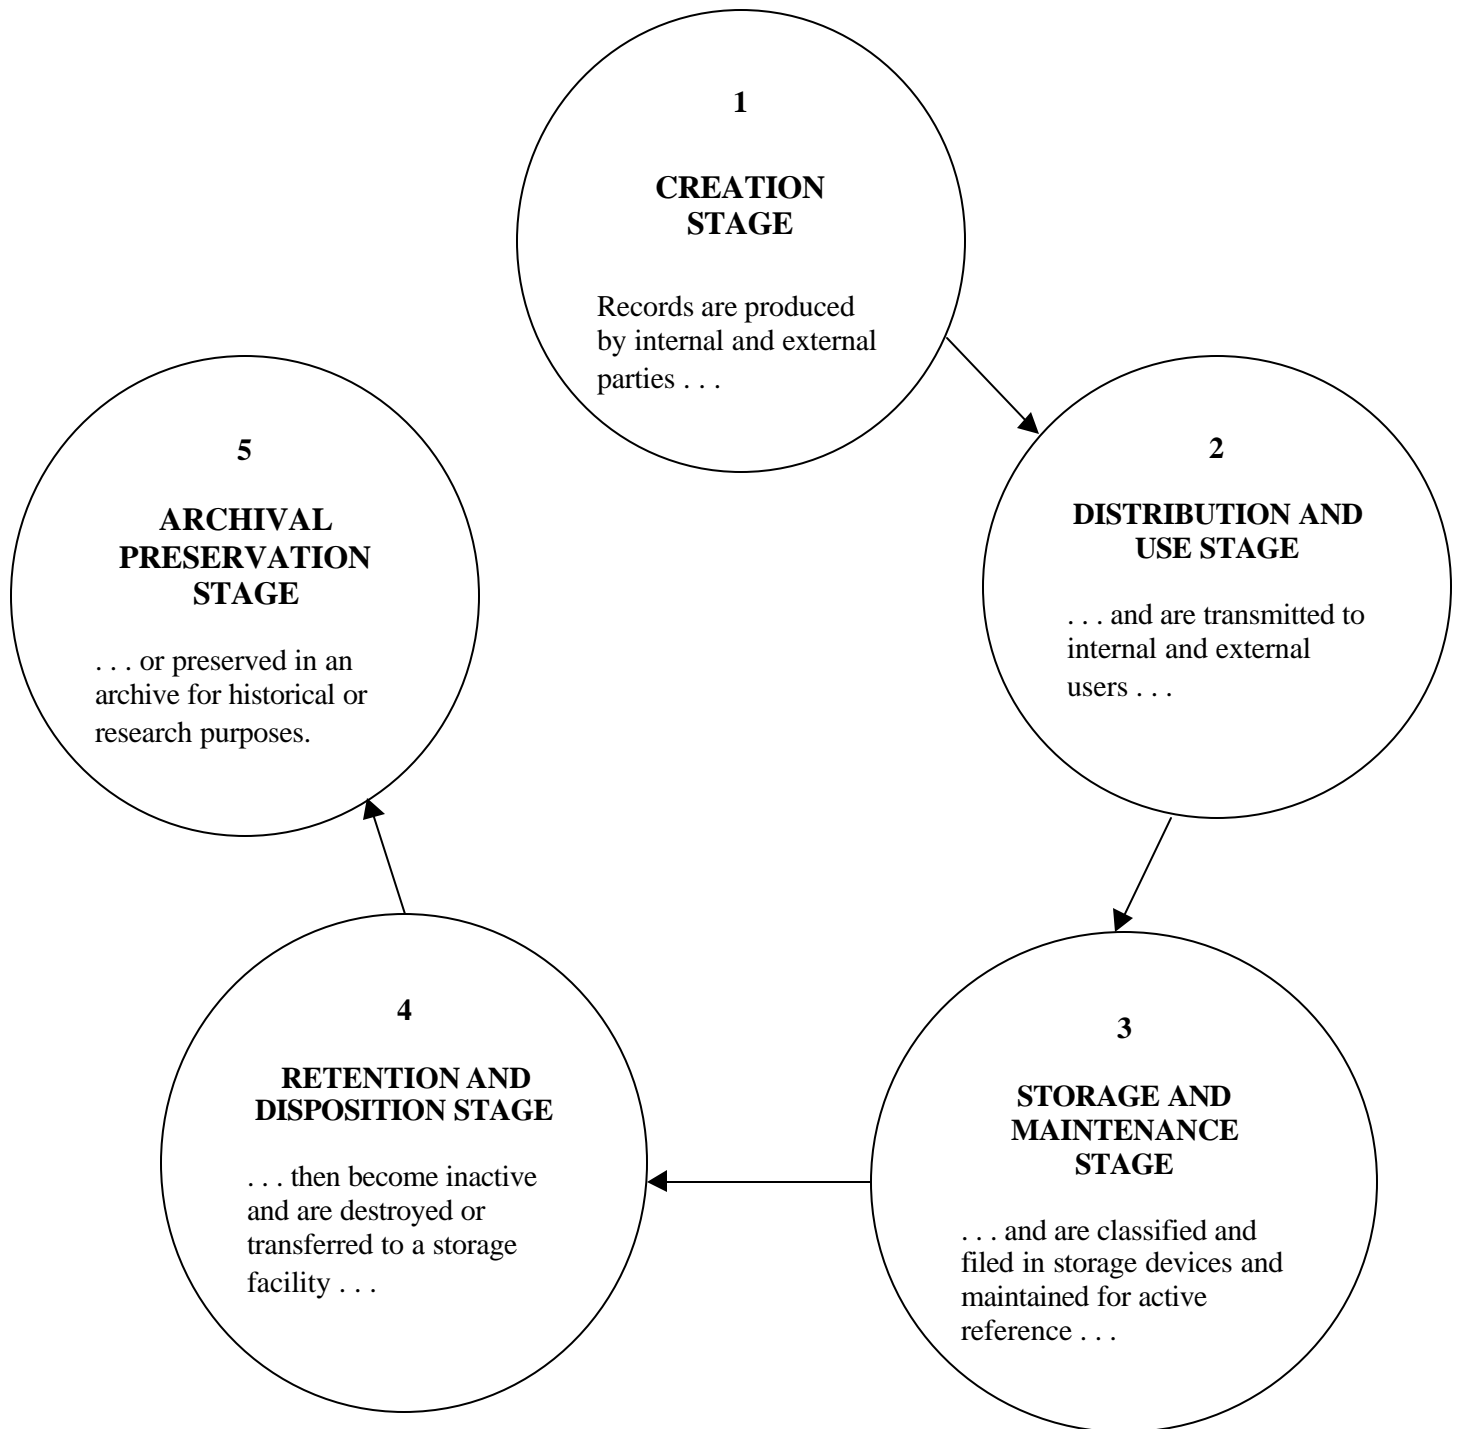 1
CREATION
STAGE
Records are produced
by internal and external
parties . . .
2
DISTRIBUTION AND
USE STAGE
. . . and are transmitted to
internal and external
users . . .
3
STORAGE AND
MAINTENANCE
STAGE
. . . and are classified and
filed in storage devices and
maintained for active
reference . . .
4
RETENTION AND
DISPOSITION STAGE
. . . then become inactive
and are destroyed or
transferred to a storage
facility . . .
5
ARCHIVAL
PRESERVATION
STAGE
. . . or preserved in an
archive for historical or
research purposes.